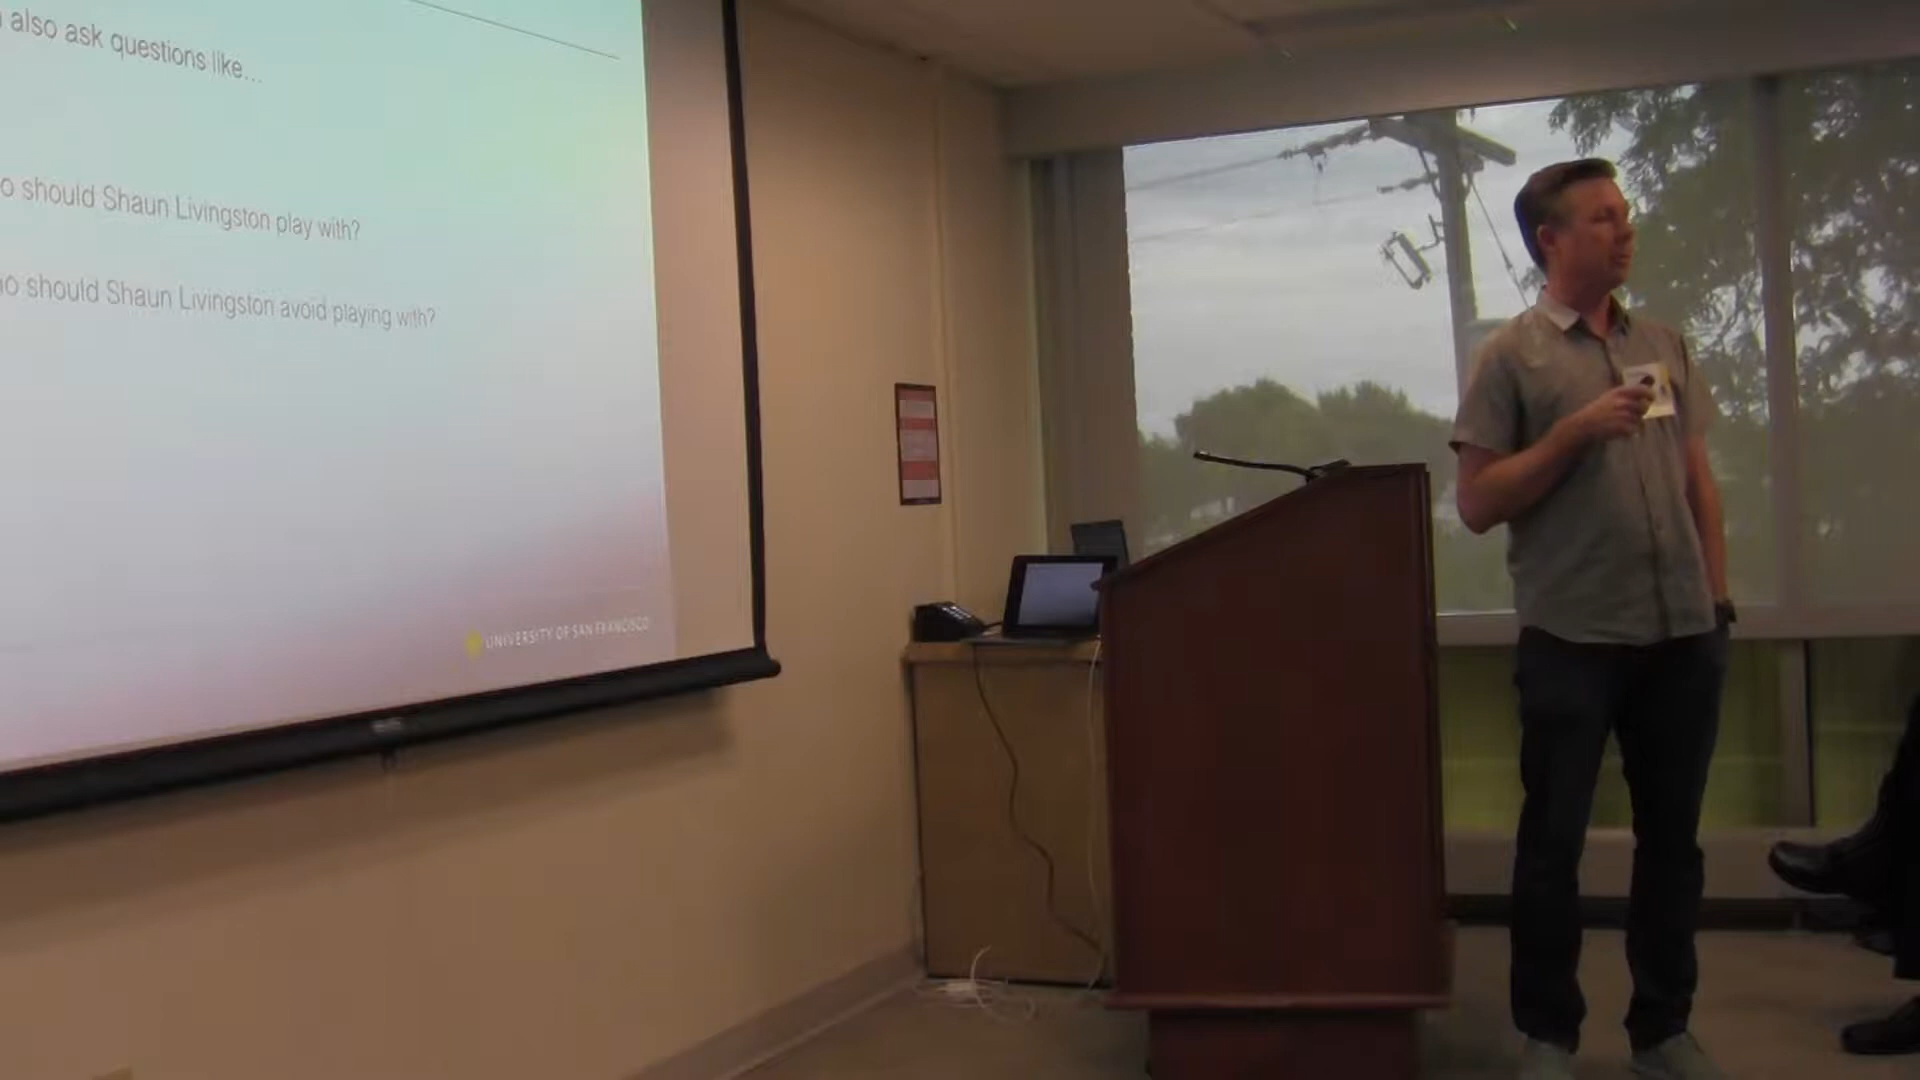 also ask questions like...
o should Shaun Livingston play with?
o should Shaun Livingston avoid playing with?
UNIVERSITY OF SAN FRANCISCO